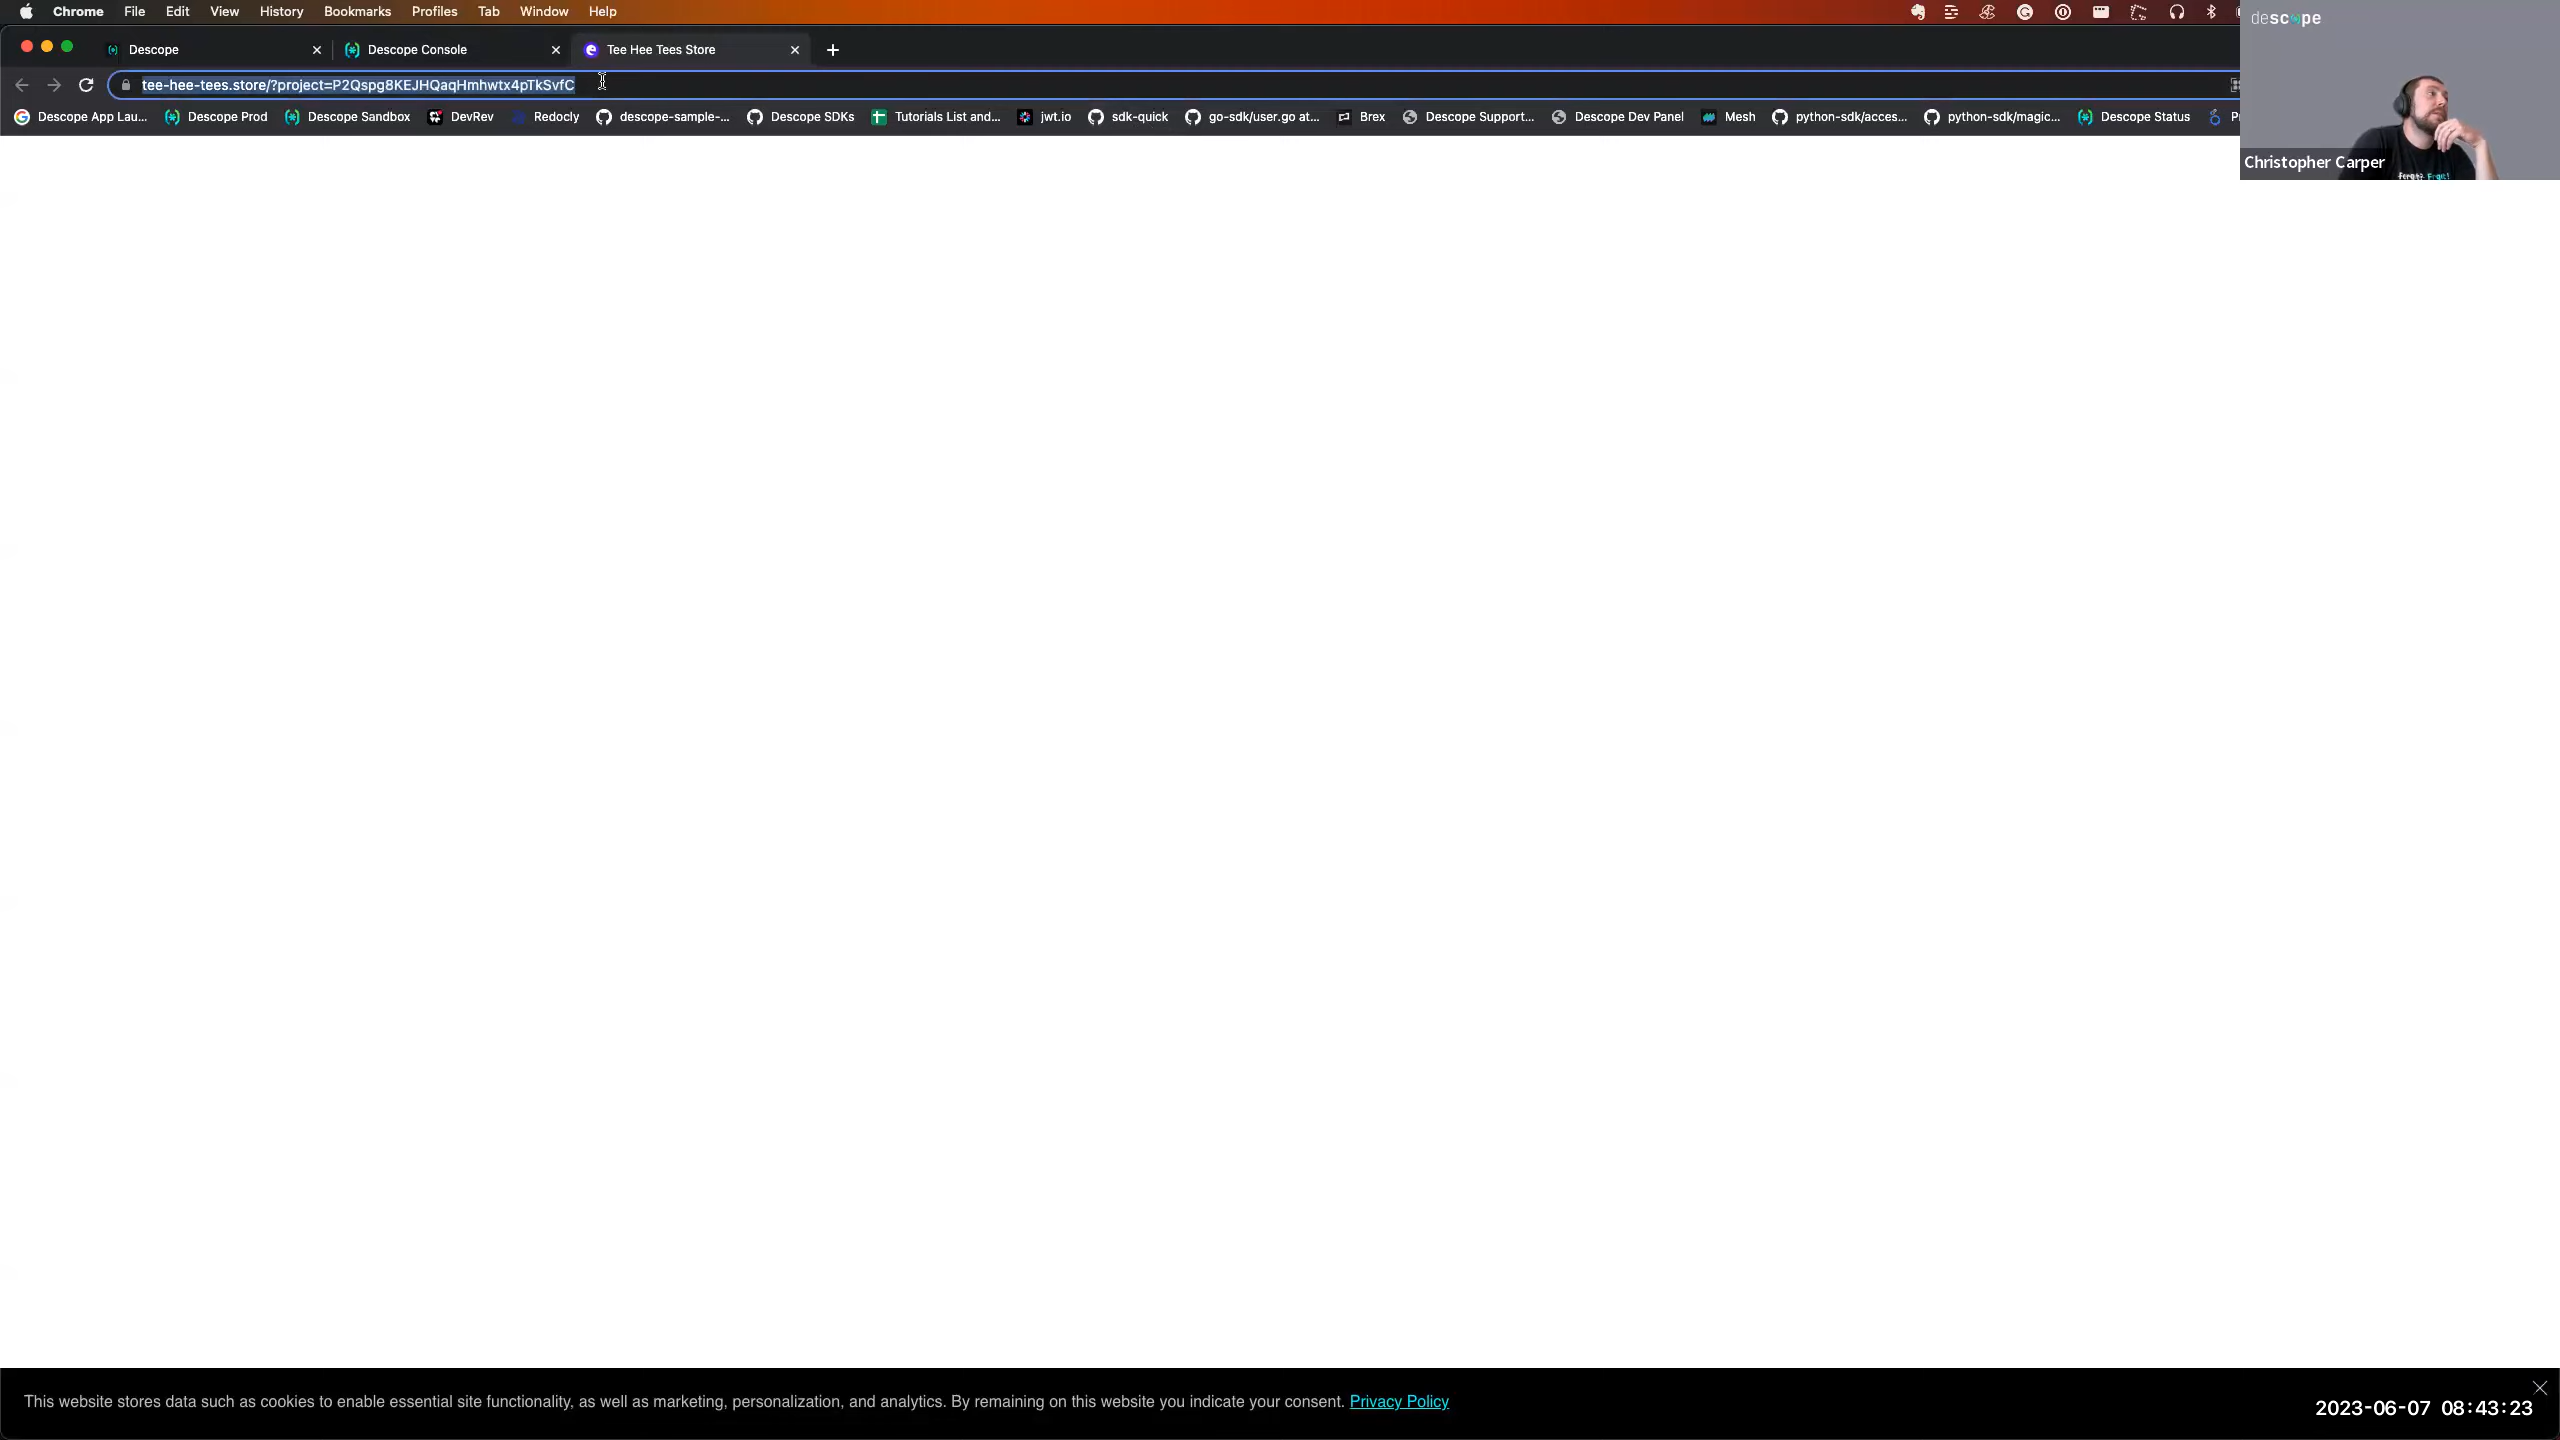 Chrome File Edit View History Bookmarks Profiles Tab Window Help
descope
Descope Descope Console Tee Hee Tees Store
tee-hee-tees.store/?project=P2Qspg8KEJHQaqHmhwtx4pTkSvfC
Descope App Lau... Descope Prod Descope Sandbox DevRev Redocly descope-sample-... Descope SDKs Tutorials List and... jwt.io sdk-quick go-sdk/user.go at... Brex Descope Support... Descope Dev Panel Mesh python-sdk/acces... python-sdk/magic... Descope Status
Christopher Carper
This website stores data such as cookies to enable essential site functionality, as well as marketing, personalization, and analytics. By remaining on this website you indicate your consent. Privacy Policy
2023-06-07 08:43:23